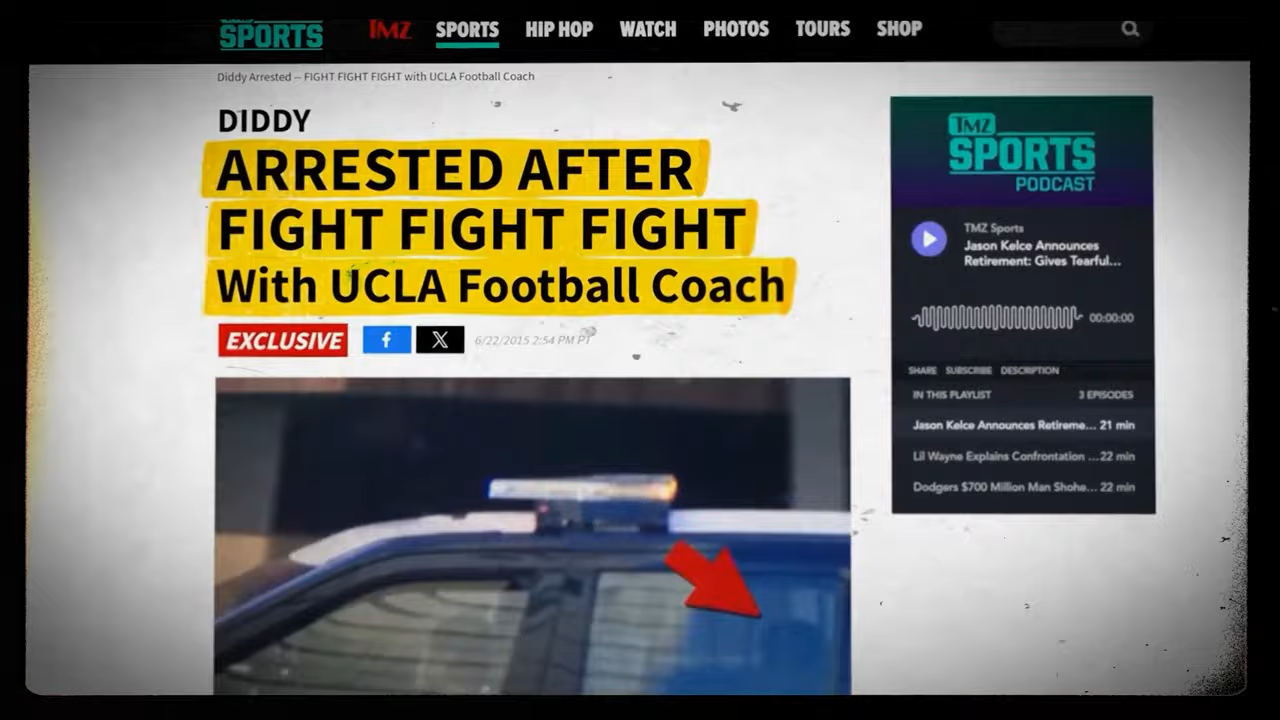 SPORTS
TMZ SPORTS HIP HOP WATCH PHOTOS TOURS SHOP
Diddy Arrested -- FIGHT FIGHT FIGHT with UCLA Football Coach
DIDDY
ARRESTED AFTER
FIGHT FIGHT FIGHT
With UCLA Football Coach
EXCLUSIVE f X 6/22/2015 2:54 PM PT
TMZ
SPORTS
PODCAST
TMZ Sports
Jason Kelce Announces
Retirement: Gives Tearful...
00:00:00
SHARE SUBSCRIBE DESCRIPTION
IN THIS PLAYLIST 3 EPISODES
Jason Kelce Announces Retireme... 21 min
Lil Wayne Explains Confrontation ... 22 min
Dodgers $700 Million Man Shohe... 22 min